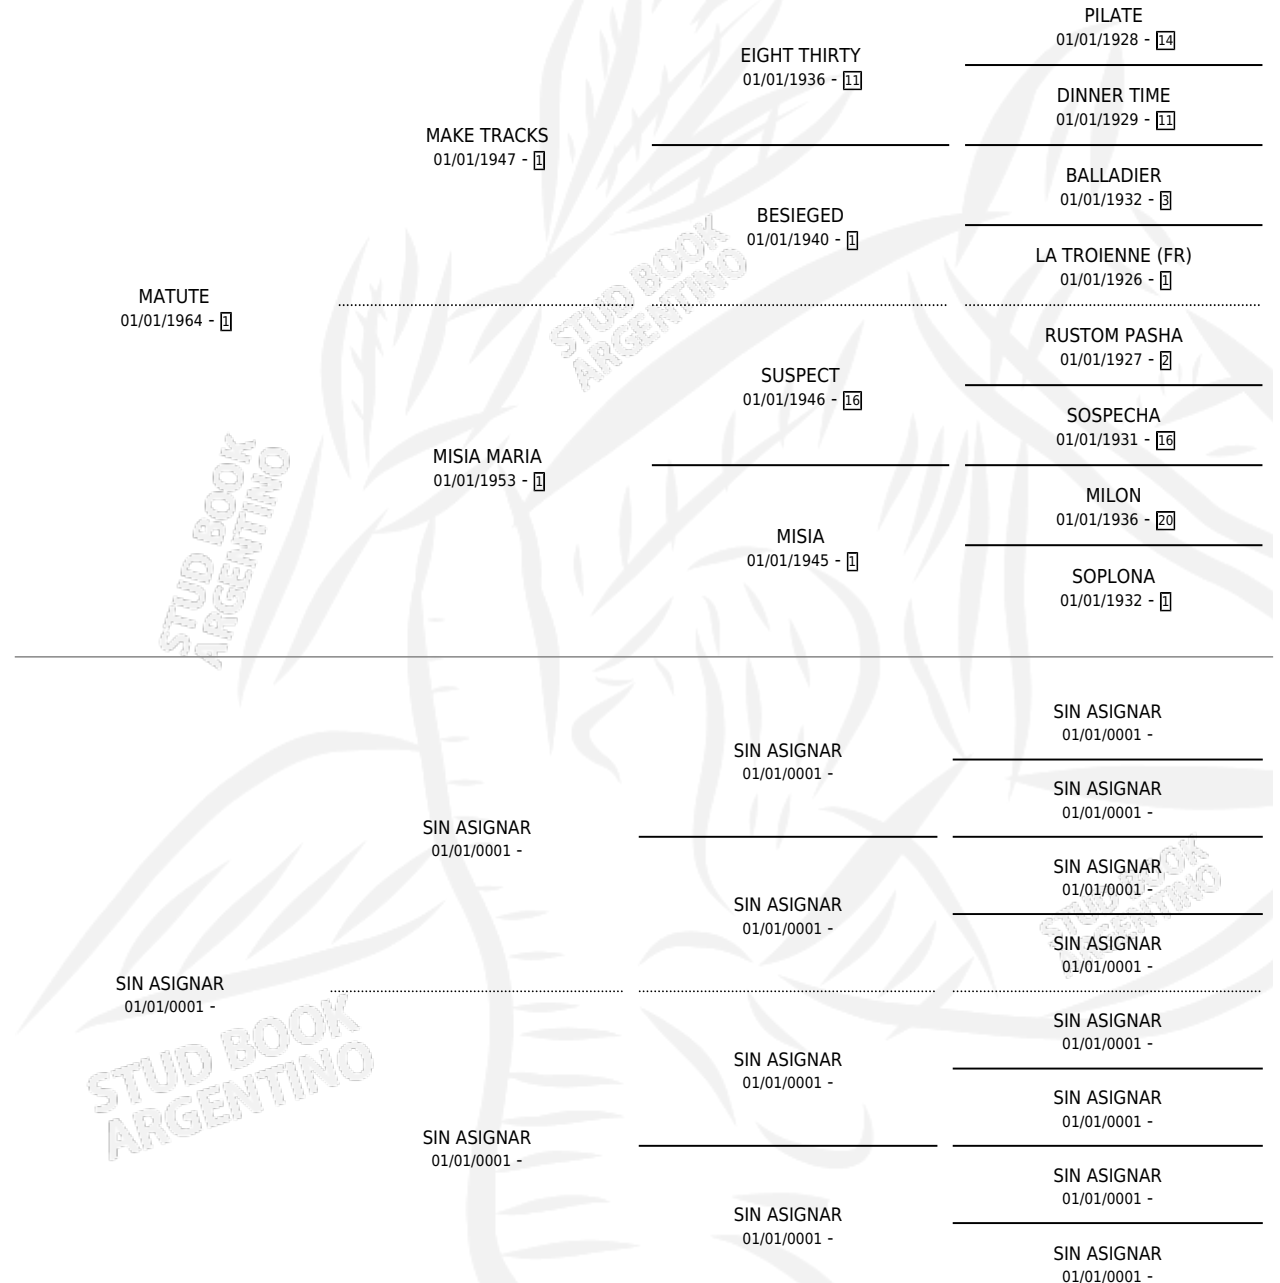 PILATE
01/01/1928 - 14
EIGHT THIRTY
01/01/1936 - 11
DINNER TIME
01/01/1929 - 11
MAKE TRACKS
01/01/1947 - 1
BALLADIER
01/01/1932 - 3
BESIEGED
01/01/1940 - 1
LA TROIENNE (FR)
01/01/1926 - 1
MATUTE
01/01/1964 - 1
RUSTOM PASHA
01/01/1927 - 2
SUSPECT
01/01/1946 - 16
SOSPECHA
01/01/1931 - 16
MISIA MARIA
01/01/1953 - 1
MILON
01/01/1936 - 20
MISIA
01/01/1945 - 1
SOPLONA
01/01/1932 - 1
STUD BOOK
ARGENTINO
STUD BOOK
ARGENTINO
SIN ASIGNAR
01/01/0001 -
SIN ASIGNAR
01/01/0001 -
SIN ASIGNAR
01/01/0001 -
SIN ASIGNAR
01/01/0001 -
SIN ASIGNAR
01/01/0001 -
SIN ASIGNAR
01/01/0001 -
SIN ASIGNAR
01/01/0001 -
SIN ASIGNAR
01/01/0001 -
SIN ASIGNAR
01/01/0001 -
SIN ASIGNAR
01/01/0001 -
SIN ASIGNAR
01/01/0001 -
SIN ASIGNAR
01/01/0001 -
SIN ASIGNAR
01/01/0001 -
SIN ASIGNAR
01/01/0001 -
SIN ASIGNAR
01/01/0001 -
STUD BOOK
ARGENTINO
STUD BOOK
ARGENTINO